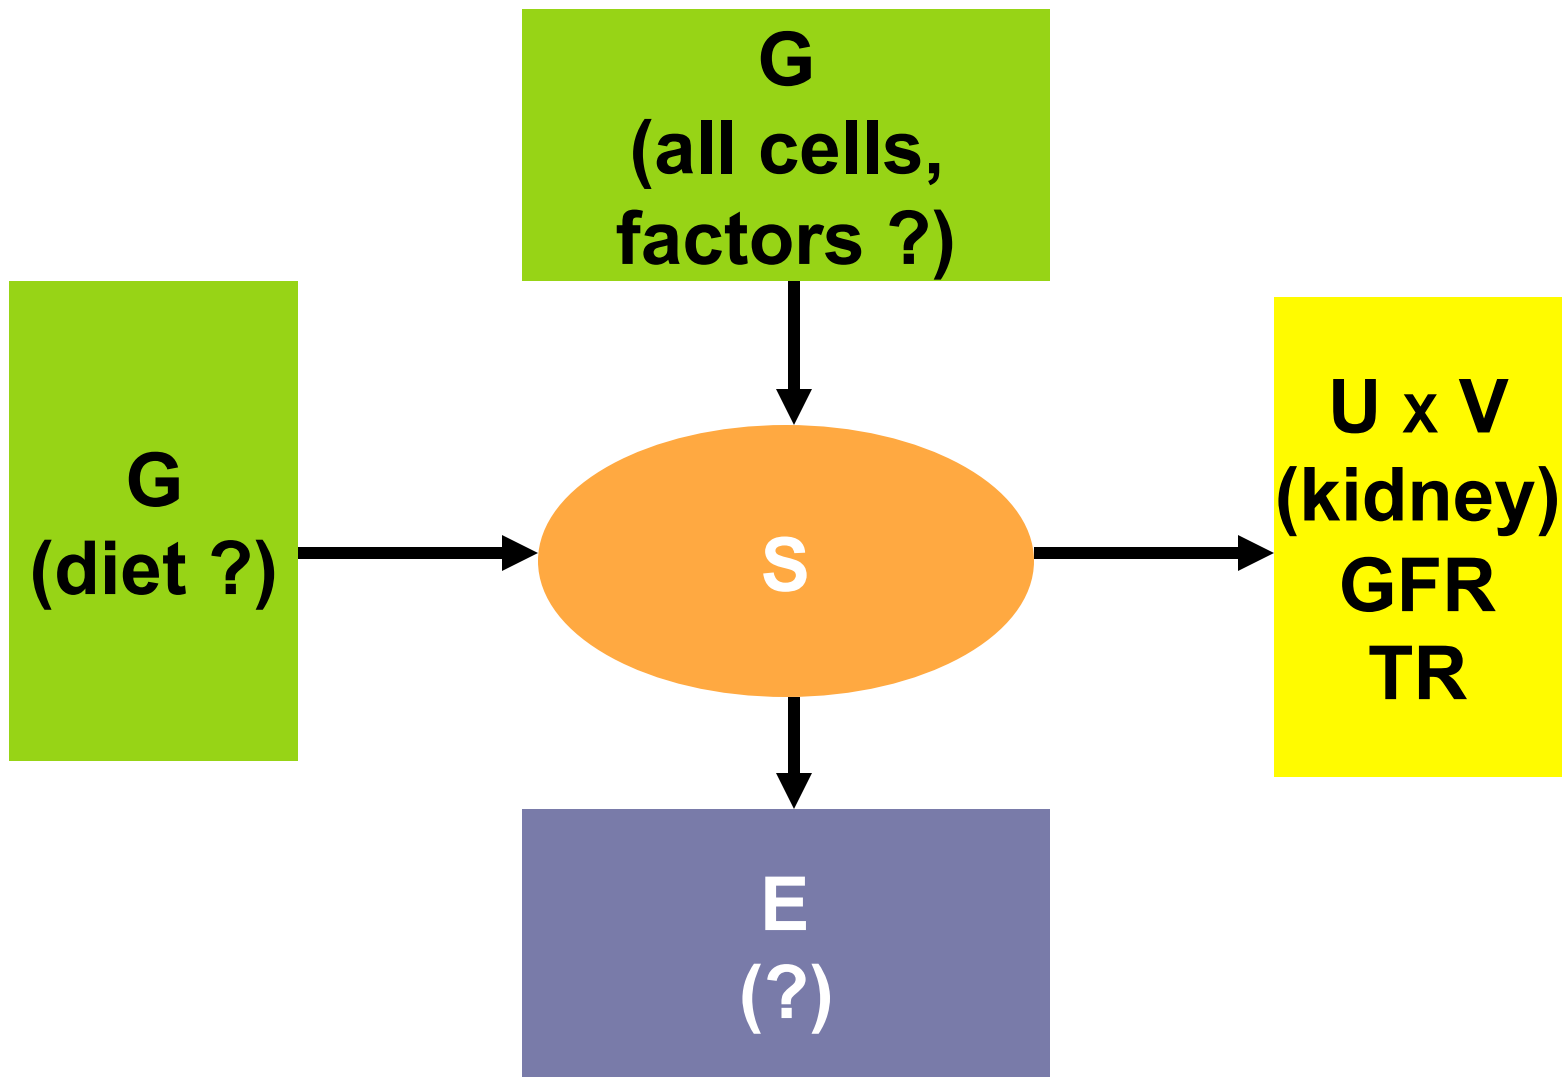 G
(all cells,
factors ?)
G
(diet ?)
S
U x V
(kidney)
GFR
TR
E
(?)